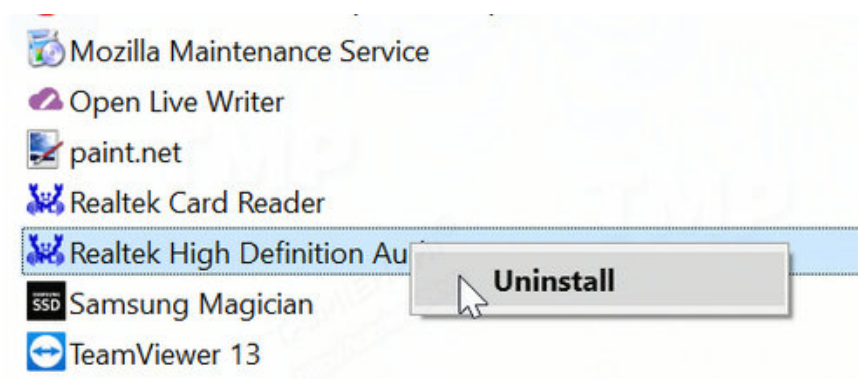 Mozilla Maintenance Service
Open Live Writer
paint.net
Realtek Card Reader
Realtek High Definition Au
Uninstall
SSD Samsung Magician
TeamViewer 13